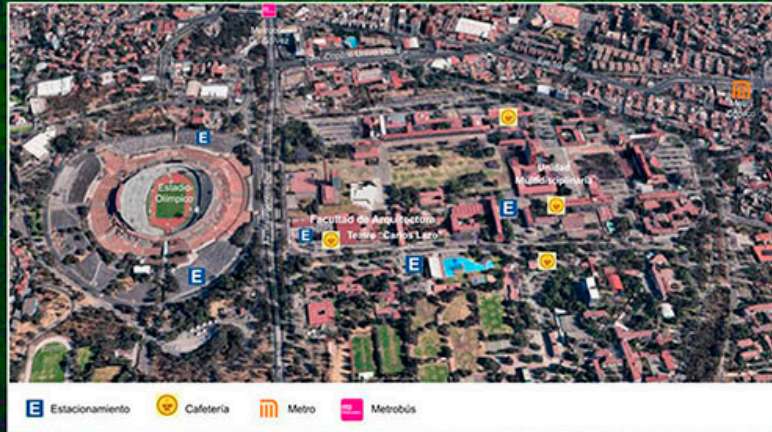 E
Estadio
Olímpico
E
Unidad
Multidisciplinaria
E
Facultad de Arquitectura
Teatro "Carlos Lazo"
E
E
E Estacionamiento
Cafetería
Metro
Metrobús